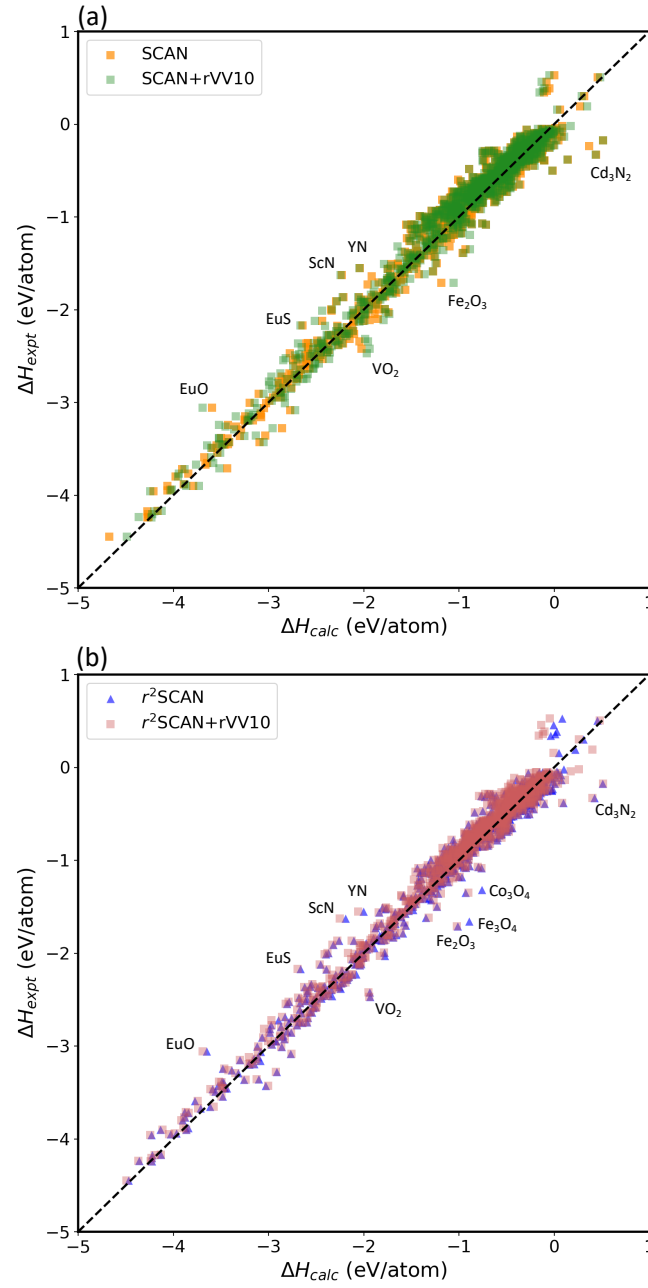 (a)
1
SCAN
SCAN+rVV10
0
Cd₃N₂
−1
YN
ScN
Fe₂O₃
−2
EuS
VO₂
ΔH_expt (eV/atom)
EuO
−3
−4
−5
−5 −4 −3 −2 −1 0 1
ΔH_calc (eV/atom)
(b)
1
r²SCAN
r²SCAN+rVV10
0
Cd₃N₂
−1
YN
Co₃O₄
ScN
Fe₃O₄
Fe₂O₃
−2
EuS
VO₂
ΔH_expt (eV/atom)
EuO
−3
−4
−5
−5 −4 −3 −2 −1 0 1
ΔH_calc (eV/atom)